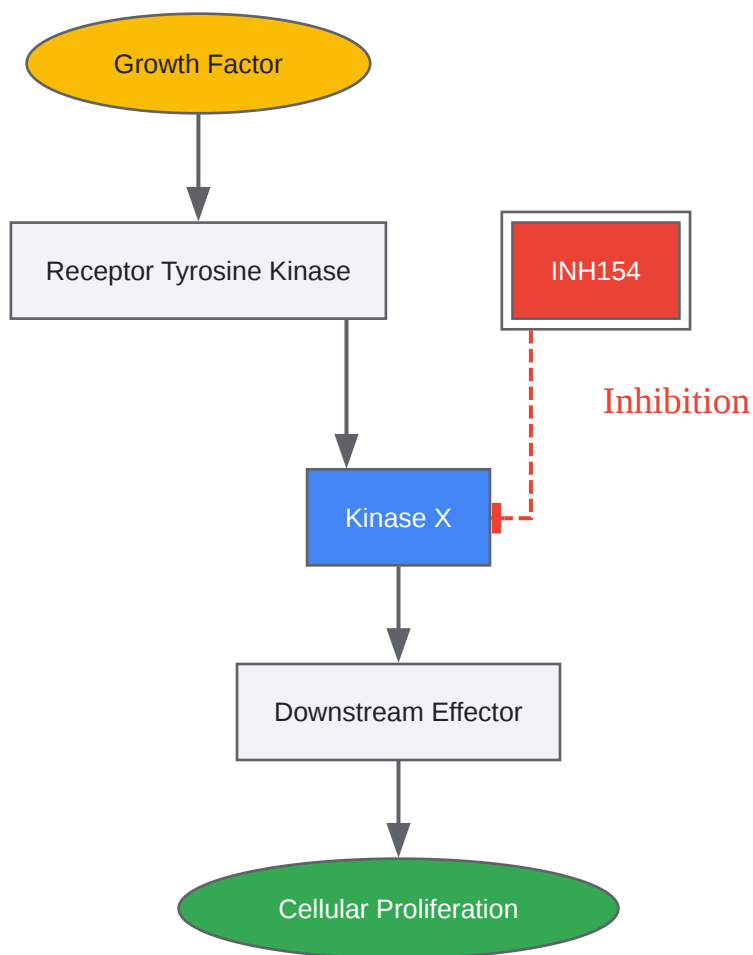 Growth Factor
Receptor Tyrosine Kinase
INH154
Inhibition
Kinase X
Downstream Effector
Cellular Proliferation